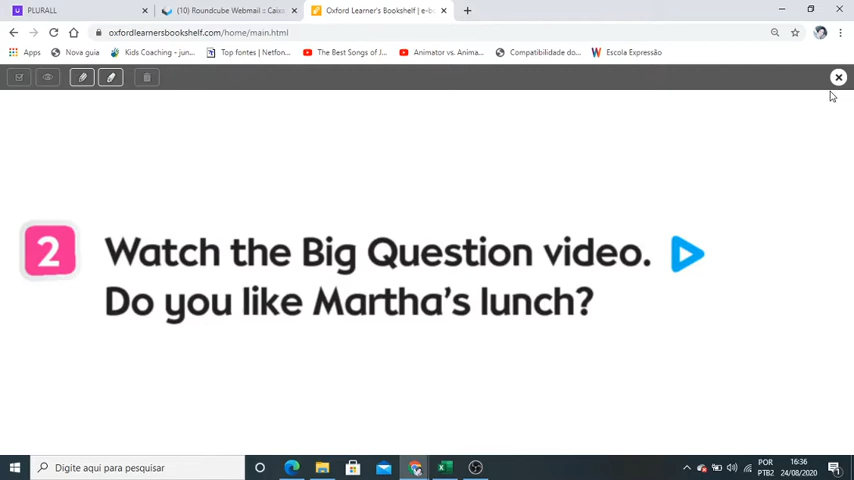 PLURALL
(10) Roundcube Webmail :: Caixa
Oxford Learner's Bookshelf | e-b
oxfordlearnersbookshelf.com/home/main.html
Apps
Nova guia
Kids Coaching - jun...
Top fontes | Netfon...
The Best Songs of J...
Animator vs. Anima...
Compatibilidade do...
Escola Expressão
2
Watch the Big Question video.
Do you like Martha's lunch?
Digite aqui para pesquisar
POR
PTB2
16:36
24/08/2020
1